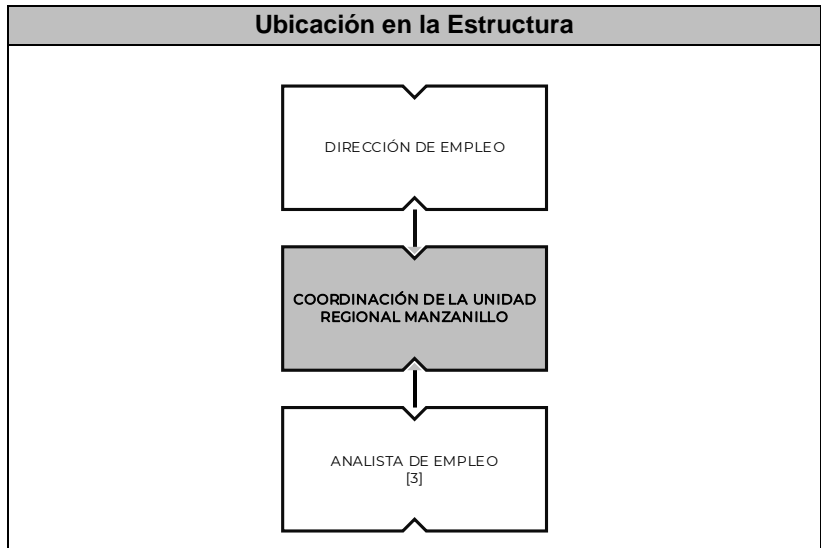 Ubicación en la Estructura
DIRECCIÓN DE EMPLEO
COORDINACIÓN DE LA UNIDAD
REGIONAL MANZANILLO
ANALISTA DE EMPLEO
[3]